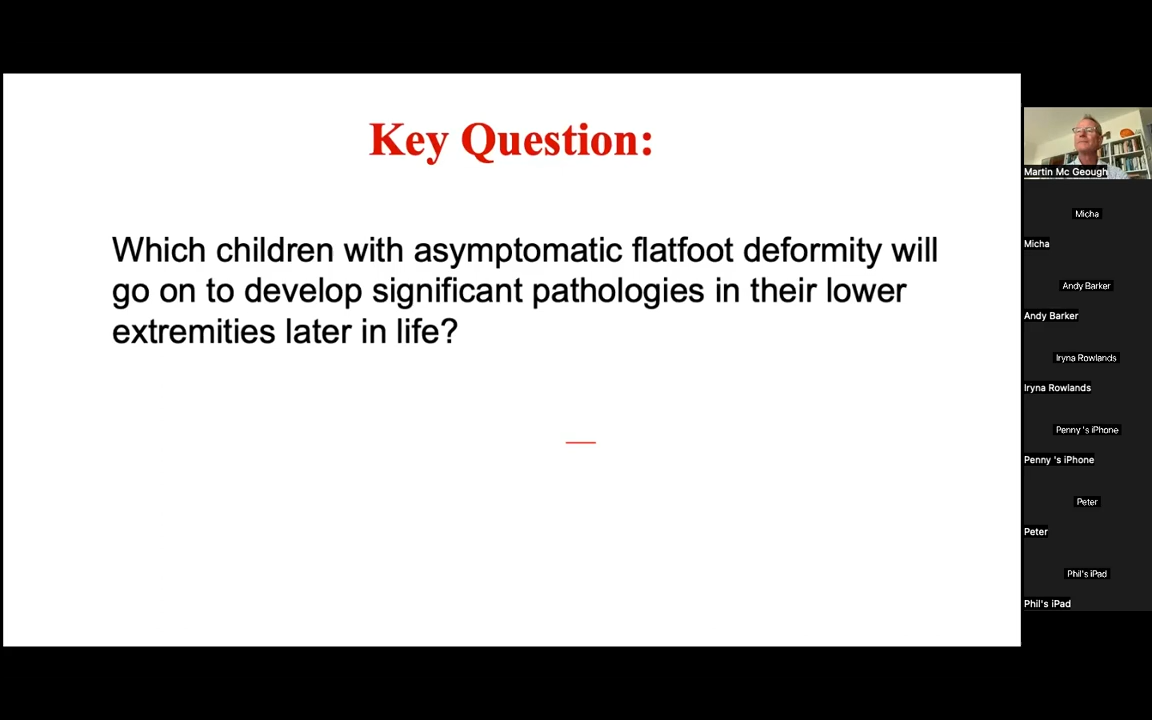 Key Question:
Which children with asymptomatic flatfoot deformity will
go on to develop significant pathologies in their lower
extremities later in life?
Martin Mc Geough
Micha
Micha
Andy Barker
Andy Barker
Iryna Rowlands
Iryna Rowlands
Penny 's iPhone
Penny 's iPhone
Peter
Peter
Phil's iPad
Phil's iPad